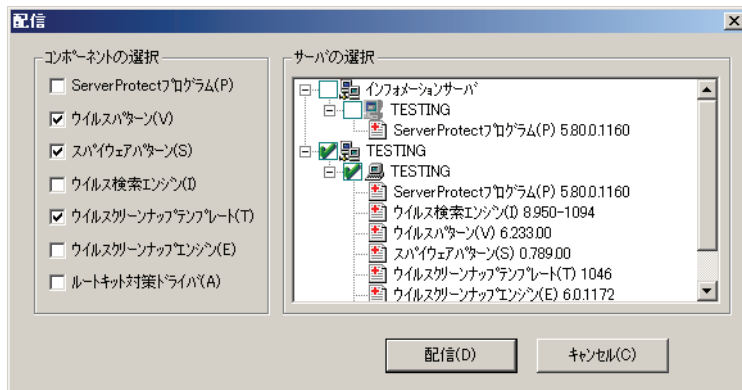 配信
コンポーネントの選択
ServerProtectプログラム(P)
ウイルスパターン(V)
スパイウェアパターン(S)
ウイルス検索エンジン(I)
ウイルスクリーンナップテンプレート(T)
ウイルスクリーンナップエンジン(E)
ルートキット対策ドライバ(A)
サーバの選択
インフォメーションサーバ
TESTING
ServerProtectプログラム(P) 5.80.0.1160
TESTING
TESTING
ServerProtectプログラム(P) 5.80.0.1160
ウイルス検索エンジン(I) 8.950-1094
ウイルスパターン(V) 6.233.00
スパイウェアパターン(S) 0.789.00
ウイルスクリーンナップテンプレート(T) 1046
ウイルスクリーンナップエンジン(E) 6.0.1172
配信(D)
キャンセル(C)